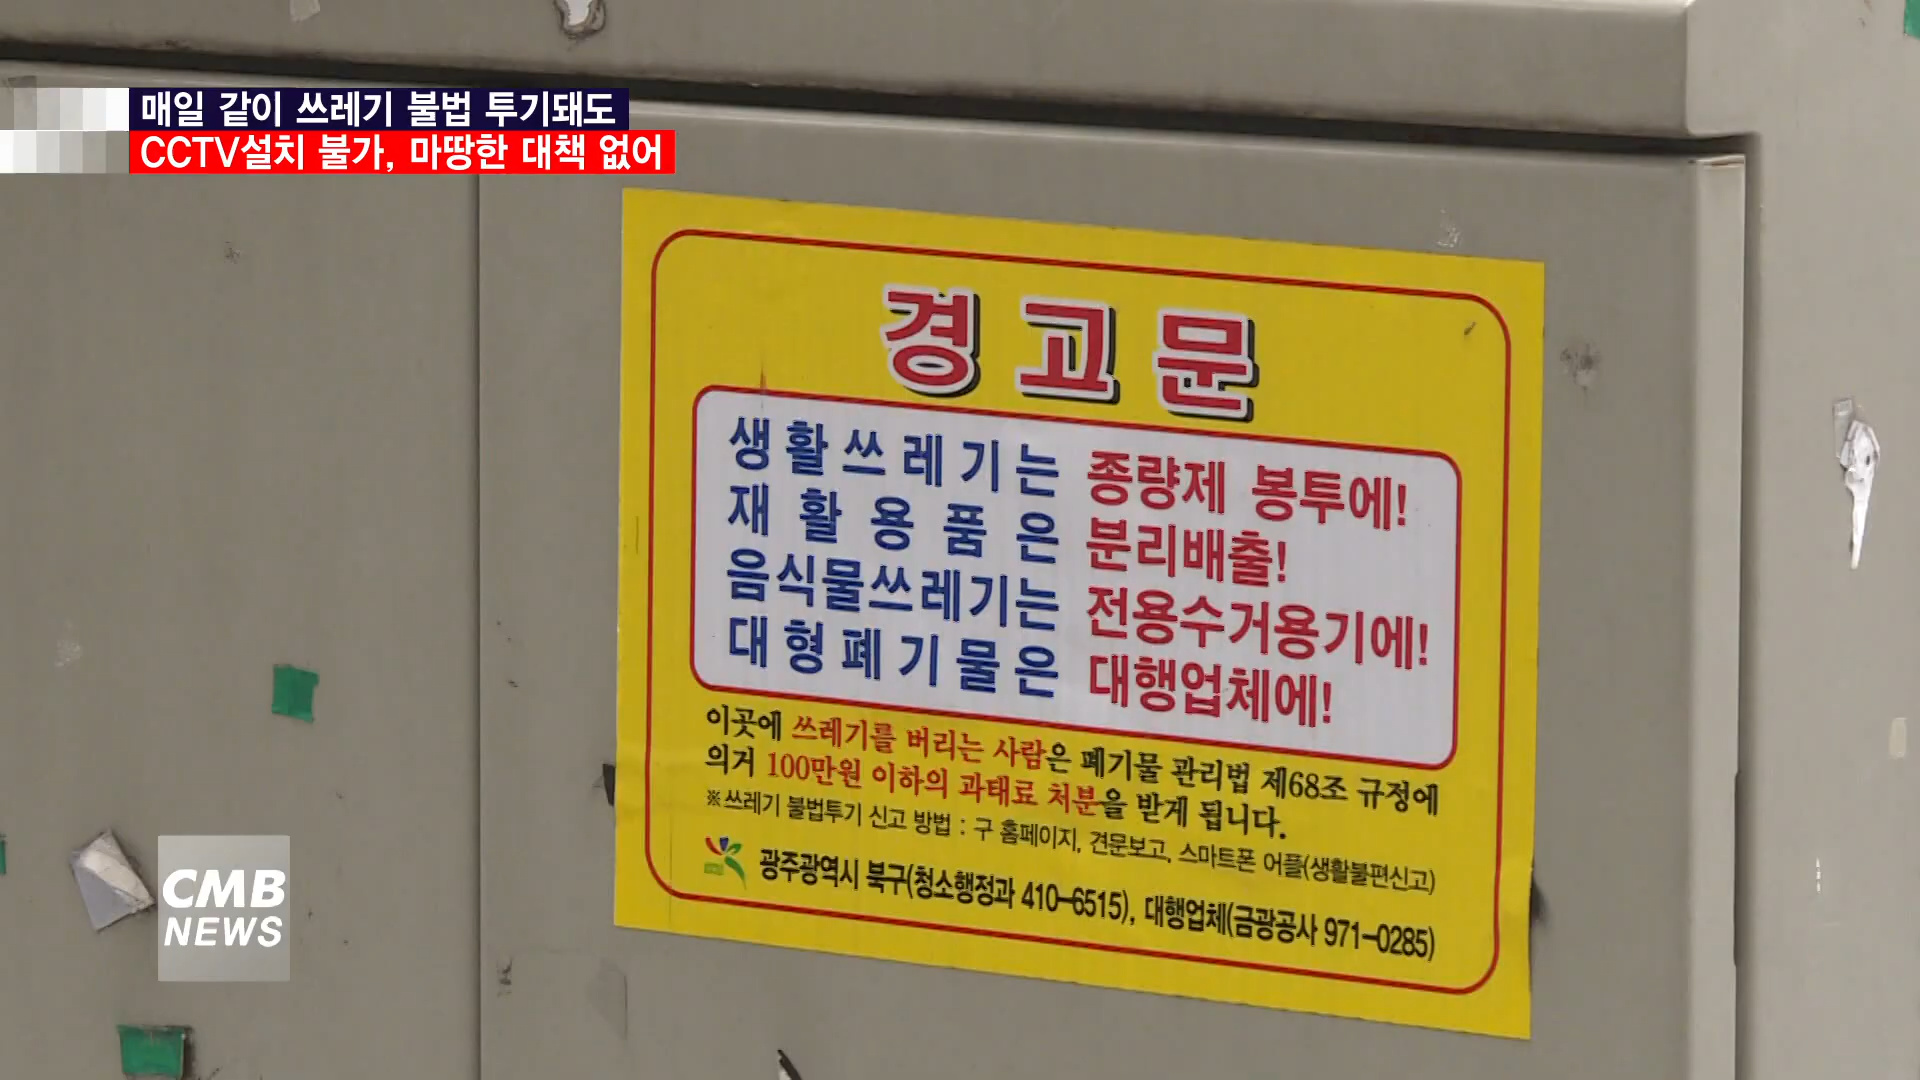 매일 같이 쓰레기 불법 투기돼도
CCTV설치 불가, 마땅한 대책 없어
경고문
생활쓰레기는 종량제 봉투에!
재활용품은 분리배출!
음식물쓰레기는 전용수거용기에!
대형폐기물은 대행업체에!
이곳에 쓰레기를 버리는 사람은 폐기물 관리법 제68조 규정에
의거 100만원 이하의 과태료 처분을 받게 됩니다.
※쓰레기 불법투기 신고 방법 : 구 홈페이지, 견문보고, 스마트폰 어플(생활불편신고)
광주광역시 북구(청소행정과 410-6515), 대행업체(금광공사 971-0285)
CMB
NEWS